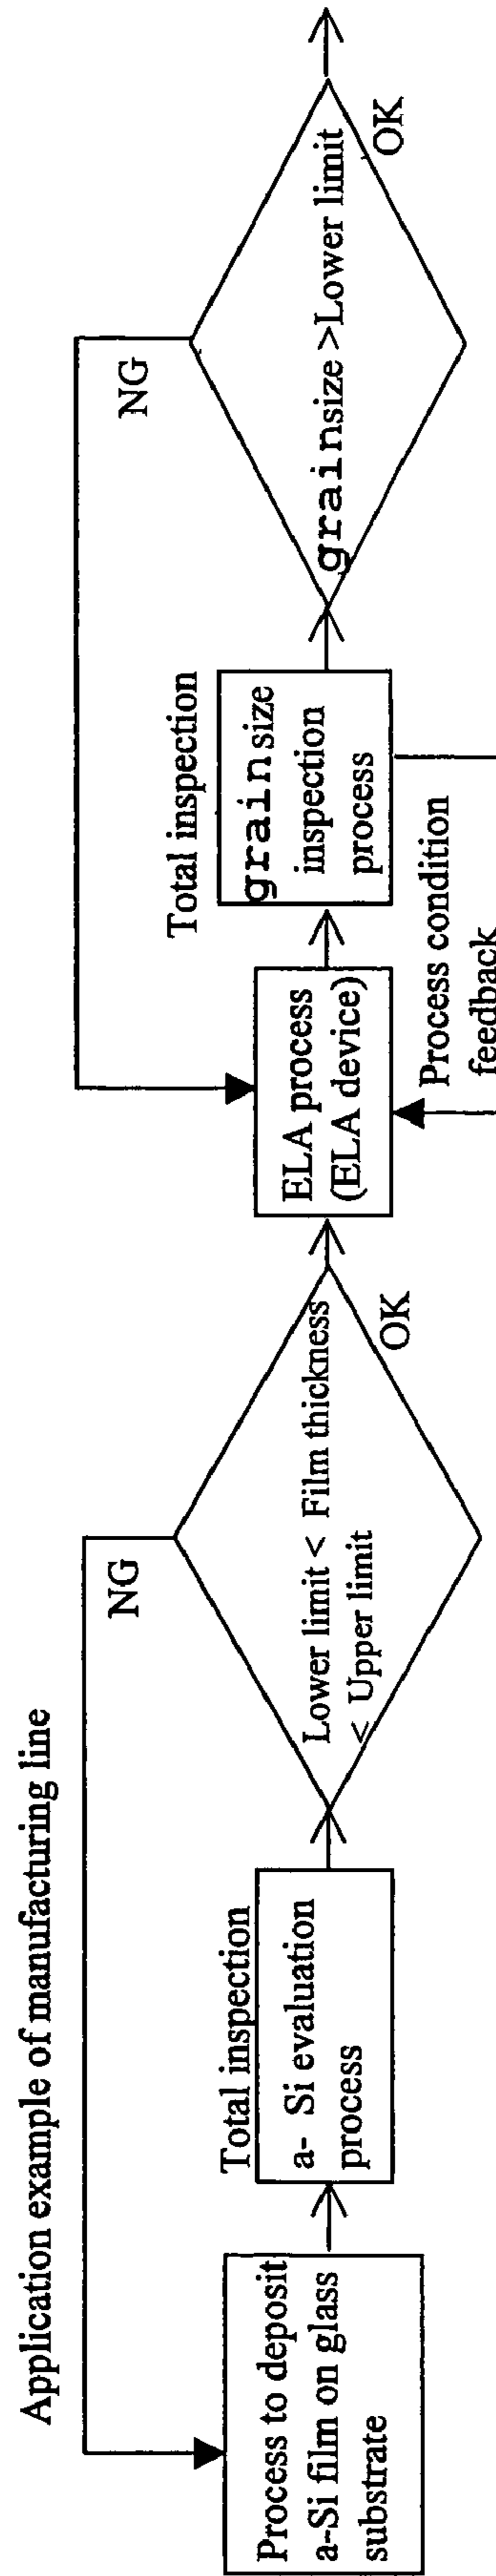 Application example of manufacturing line
NG
Process to deposit
a-Si film on glass
substrate
Total inspection
a- Si evaluation
process
Lower limit < Film thickness
< Upper limit
OK
NG
ELA process
(ELA device)
Process condition
feedback
Total inspection
grainsize
inspection
process
grainsize >Lower limit
OK